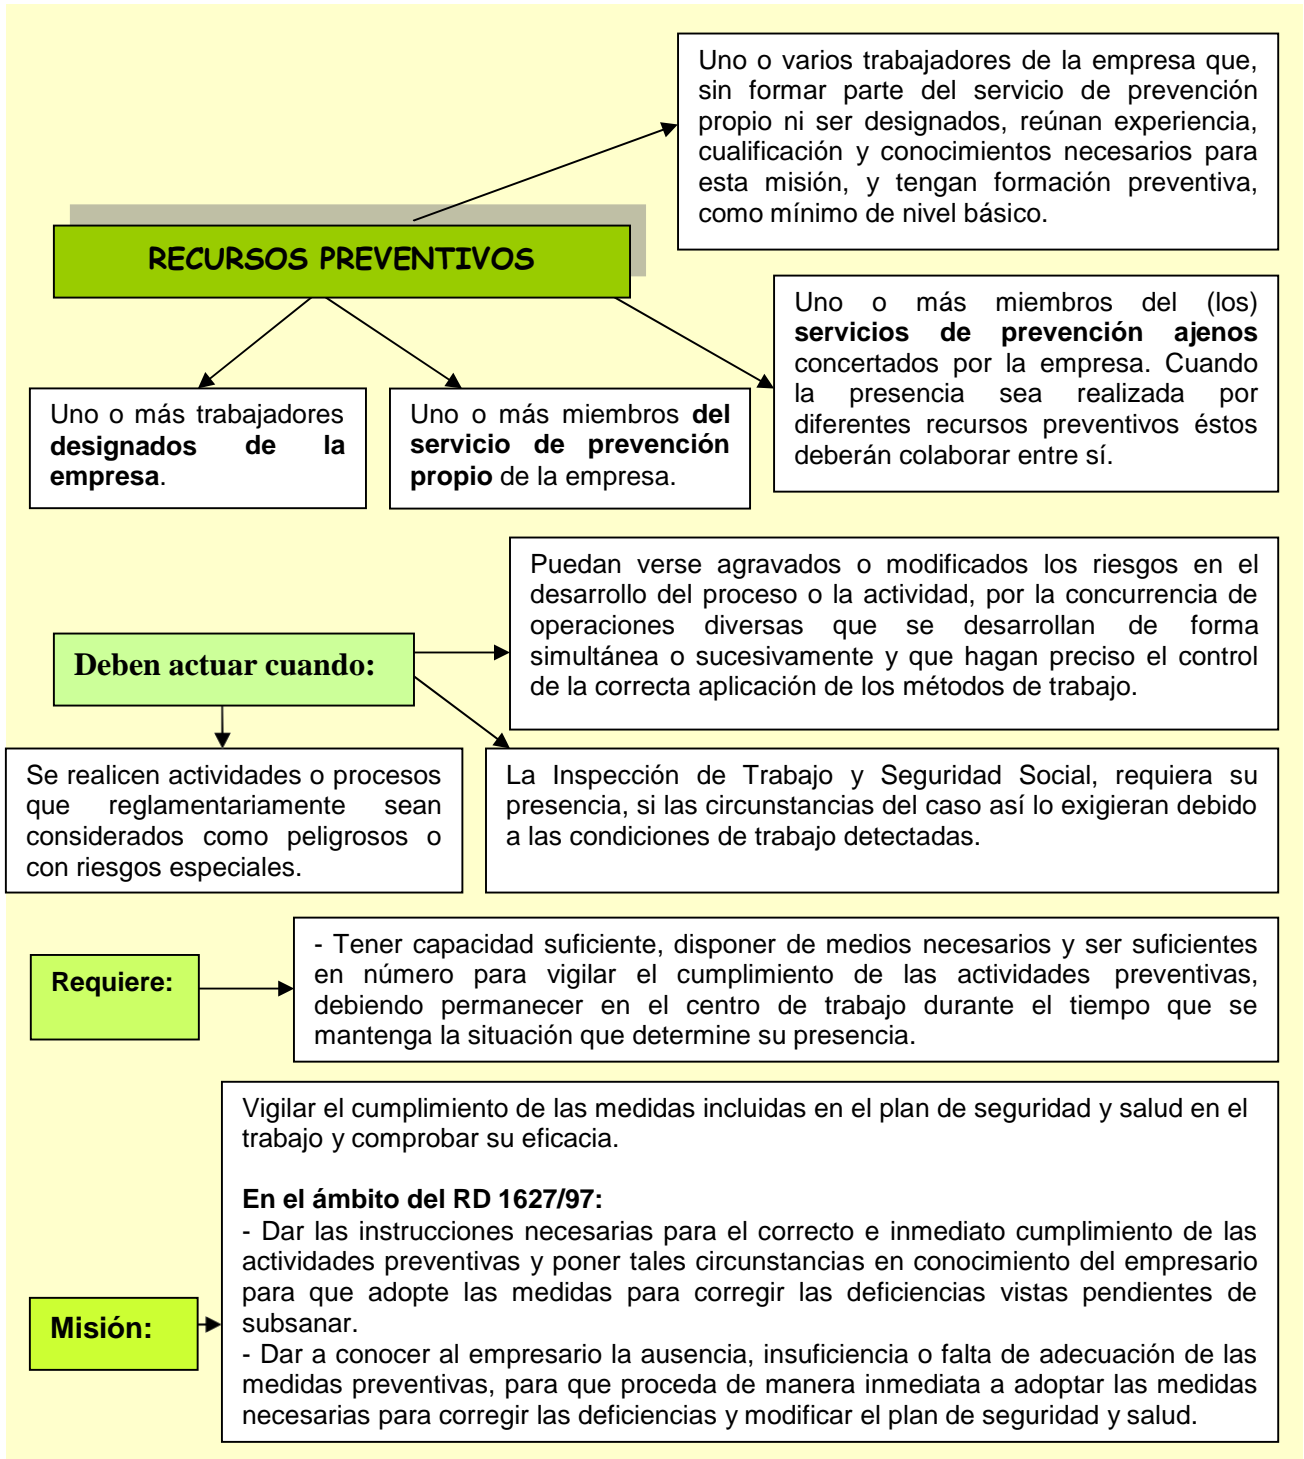 Uno o varios trabajadores de la empresa que,
sin formar parte del servicio de prevención
propio ni ser designados, reúnan experiencia,
cualificación y conocimientos necesarios para
esta misión, y tengan formación preventiva,
como mínimo de nivel básico.
RECURSOS PREVENTIVOS
Uno o más miembros del (los)
servicios de prevención ajenos
concertados por la empresa. Cuando
la presencia sea realizada por
diferentes recursos preventivos éstos
deberán colaborar entre sí.
Uno o más trabajadores
designados de la
empresa.
Uno o más miembros del
servicio de prevención
propio de la empresa.
Puedan verse agravados o modificados los riesgos en el
desarrollo del proceso o la actividad, por la concurrencia de
operaciones diversas que se desarrollan de forma
simultánea o sucesivamente y que hagan preciso el control
de la correcta aplicación de los métodos de trabajo.
Deben actuar cuando:
Se realicen actividades o procesos
que reglamentariamente sean
considerados como peligrosos o
con riesgos especiales.
La Inspección de Trabajo y Seguridad Social, requiera su
presencia, si las circunstancias del caso así lo exigieran debido
a las condiciones de trabajo detectadas.
Requiere:
- Tener capacidad suficiente, disponer de medios necesarios y ser suficientes
en número para vigilar el cumplimiento de las actividades preventivas,
debiendo permanecer en el centro de trabajo durante el tiempo que se
mantenga la situación que determine su presencia.
Misión:
Vigilar el cumplimiento de las medidas incluidas en el plan de seguridad y salud en el
trabajo y comprobar su eficacia.
En el ámbito del RD 1627/97:
- Dar las instrucciones necesarias para el correcto e inmediato cumplimiento de las
actividades preventivas y poner tales circunstancias en conocimiento del empresario
para que adopte las medidas para corregir las deficiencias vistas pendientes de
subsanar.
- Dar a conocer al empresario la ausencia, insuficiencia o falta de adecuación de las
medidas preventivas, para que proceda de manera inmediata a adoptar las medidas
necesarias para corregir las deficiencias y modificar el plan de seguridad y salud.